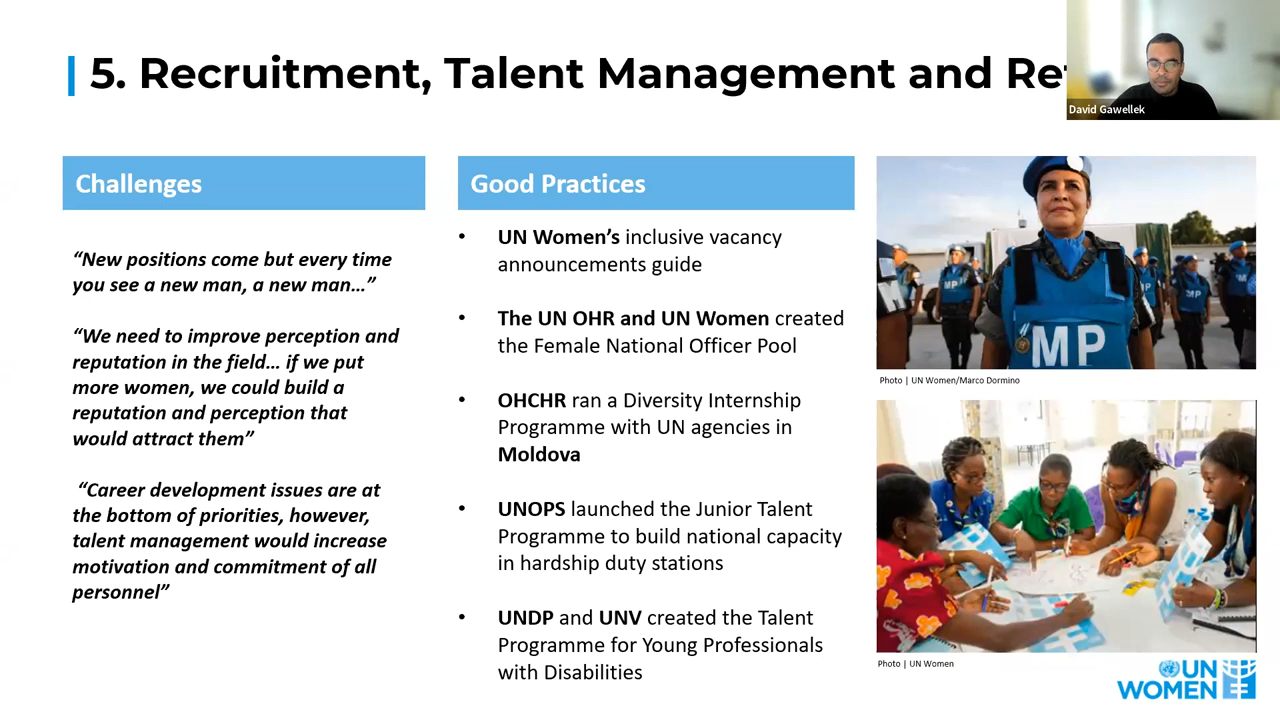 5. Recruitment, Talent Management and Ret
David Gawellek
Challenges
“New positions come but every time
you see a new man, a new man…”
“We need to improve perception and
reputation in the field… if we put
more women, we could build a
reputation and perception that
would attract them”
“Career development issues are at
the bottom of priorities, however,
talent management would increase
motivation and commitment of all
personnel”
Good Practices
• UN Women’s inclusive vacancy
announcements guide
• The UN OHR and UN Women created
the Female National Officer Pool
• OHCHR ran a Diversity Internship
Programme with UN agencies in
Moldova
• UNOPS launched the Junior Talent
Programme to build national capacity
in hardship duty stations
• UNDP and UNV created the Talent
Programme for Young Professionals
with Disabilities
MP
MP
MP
MP
Photo | UN Women/Marco Dormino
Photo | UN Women
UN
WOMEN